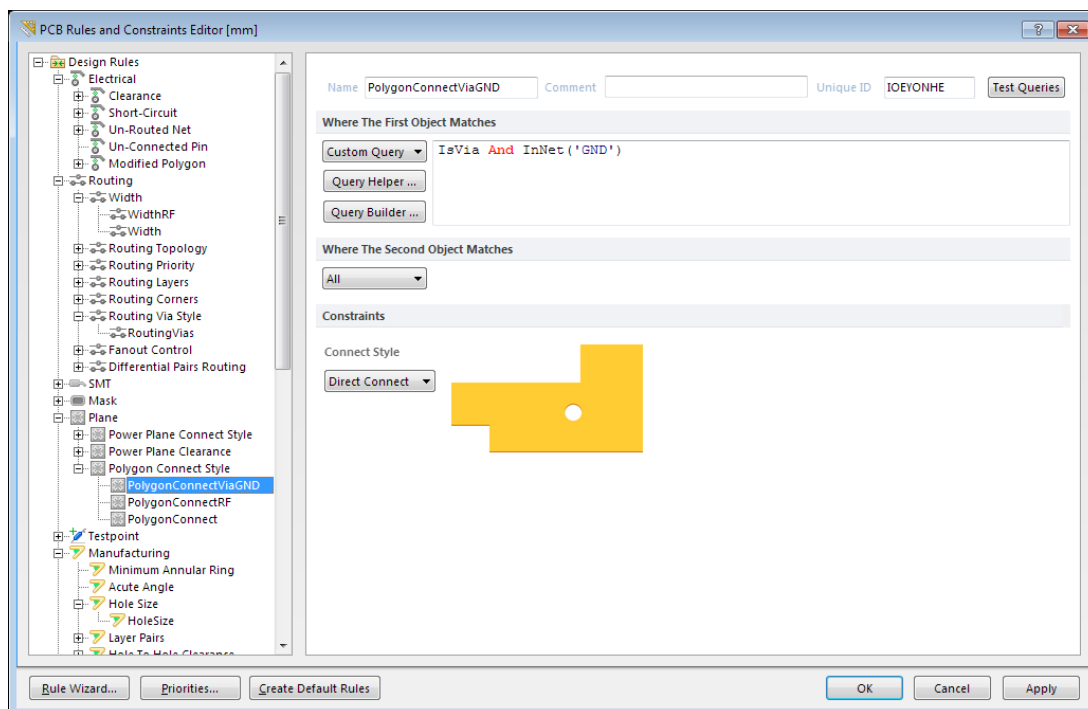 PCB Rules and Constraints Editor [mm]
Design Rules
Electrical
Clearance
Short-Circuit
Un-Routed Net
Un-Connected Pin
Modified Polygon
Routing
Width
WidthRF
Width
Routing Topology
Routing Priority
Routing Layers
Routing Corners
Routing Via Style
RoutingVias
Fanout Control
Differential Pairs Routing
SMT
Mask
Plane
Power Plane Connect Style
Power Plane Clearance
Polygon Connect Style
PolygonConnectViaGND
PolygonConnectRF
PolygonConnect
Testpoint
Manufacturing
Minimum Annular Ring
Acute Angle
Hole Size
HoleSize
Layer Pairs
Hole To Hole Clearance
Name PolygonConnectViaGND Comment Unique ID IOEYONHE Test Queries
Where The First Object Matches
Custom Query IsVia And InNet('GND')
Query Helper ...
Query Builder ...
Where The Second Object Matches
All
Constraints
Connect Style
Direct Connect
Rule Wizard... Priorities... Create Default Rules OK Cancel Apply